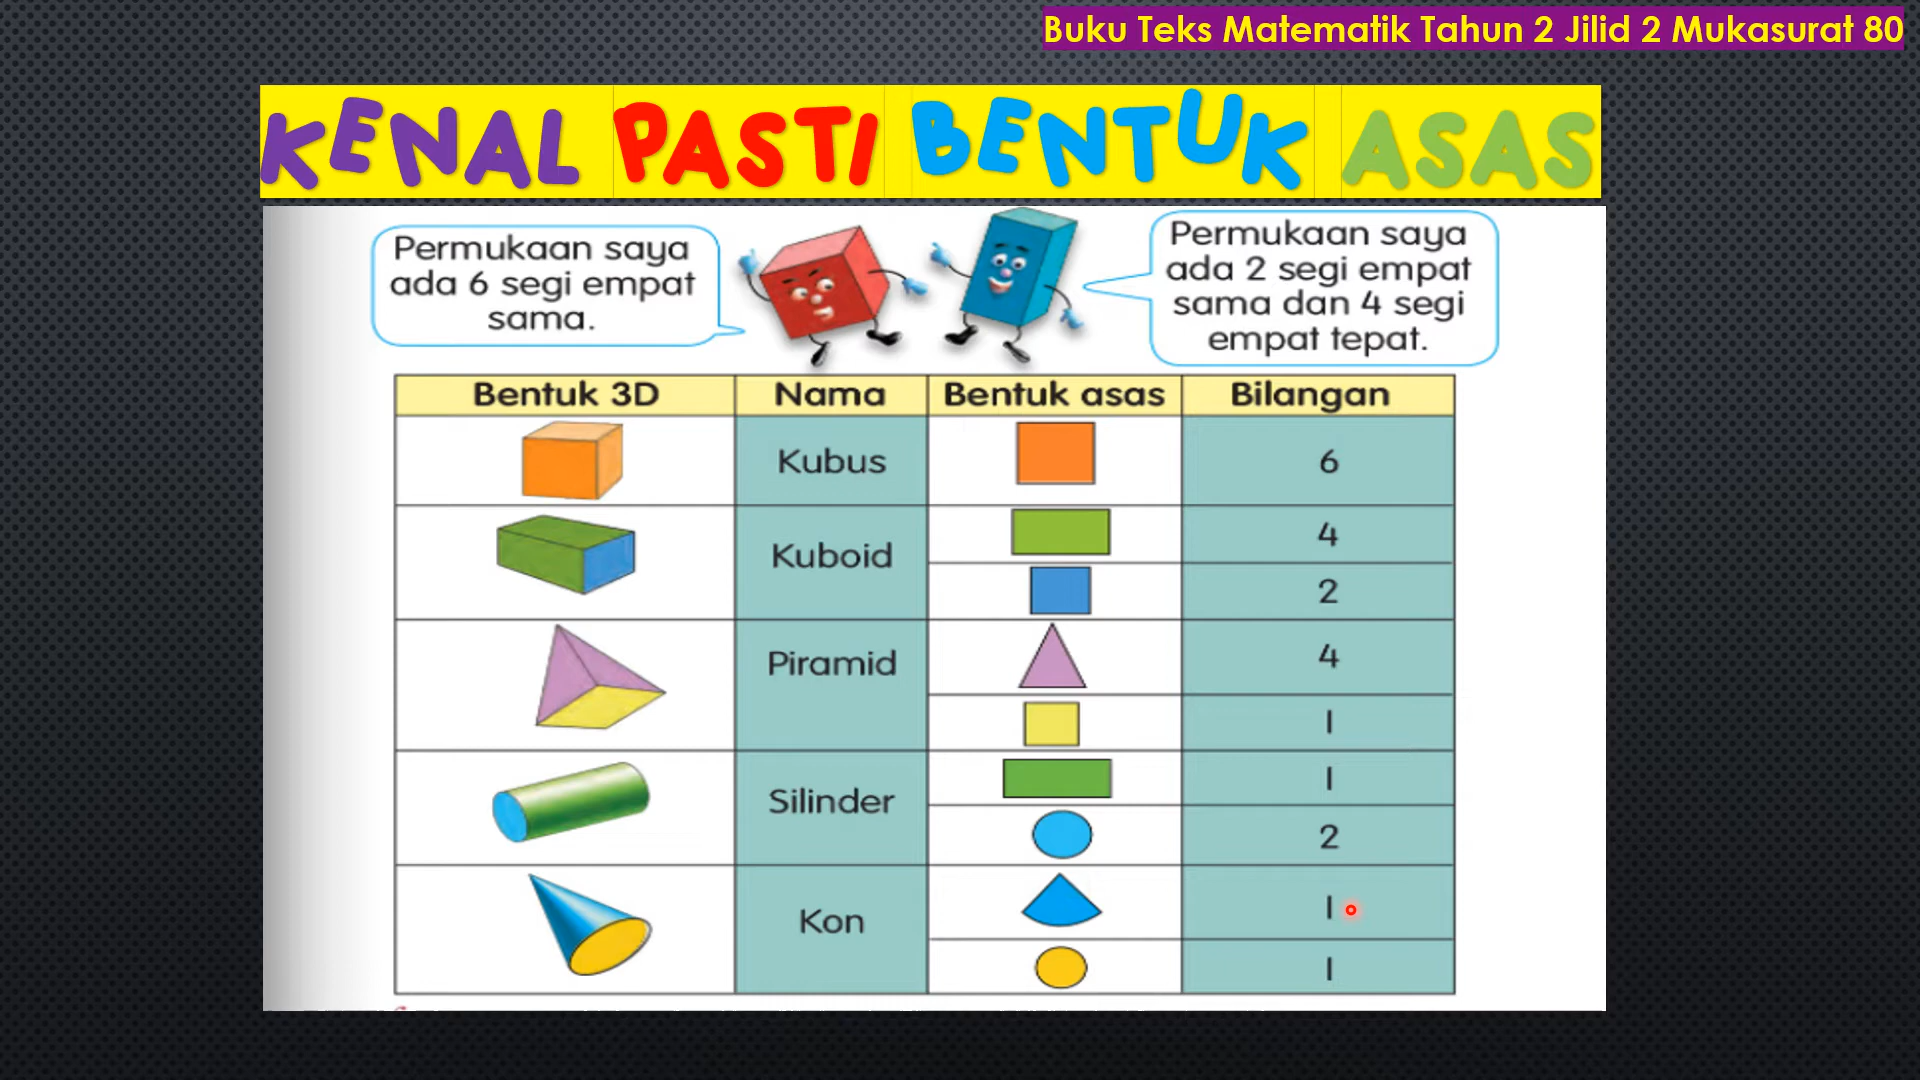 Buku Teks Matematik Tahun 2 Jilid 2 Mukasurat 80
KENAL PASTI BENTUK ASAS
Permukaan saya
ada 6 segi empat
sama.
Permukaan saya
ada 2 segi empat
sama dan 4 segi
empat tepat.
Bentuk 3D Nama Bentuk asas Bilangan
Kubus 6
Kuboid 4
2
Piramid 4
1
Silinder 1
2
Kon 1
1